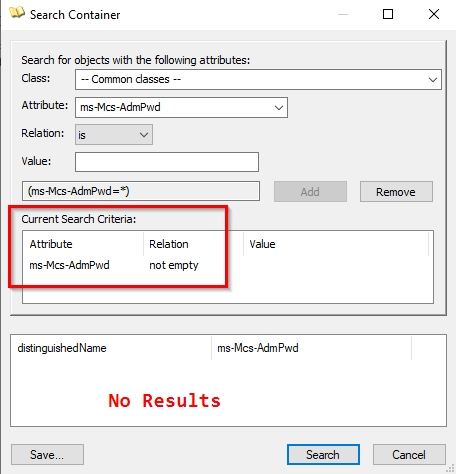 Search Container
Search for objects with the following attributes:
Class: -- Common classes --
Attribute: ms-Mcs-AdmPwd
Relation: is
Value:
(ms-Mcs-AdmPwd=*) Add Remove
Current Search Criteria:
Attribute Relation Value
ms-Mcs-AdmPwd not empty
distinguishedName ms-Mcs-AdmPwd
No Results
Save... Search Cancel